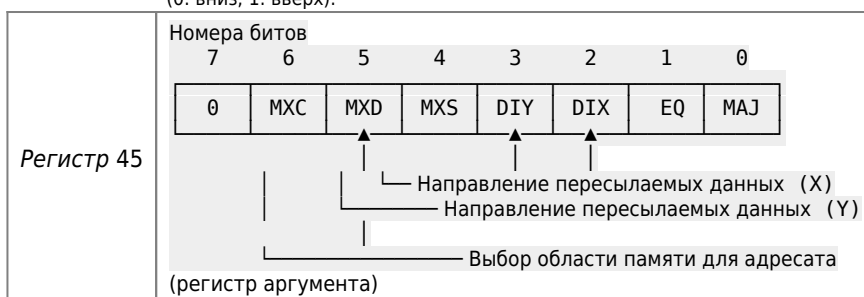 (0: вниз, 1: вверх).
Номера битов
7 6 5 4 3 2 1 0
0 MXC MXD MXS DIY DIX EQ MAJ
Регистр 45
Направление пересылаемых данных (X)
Направление пересылаемых данных (Y)
Выбор области памяти для адресата
(регистр аргумента)